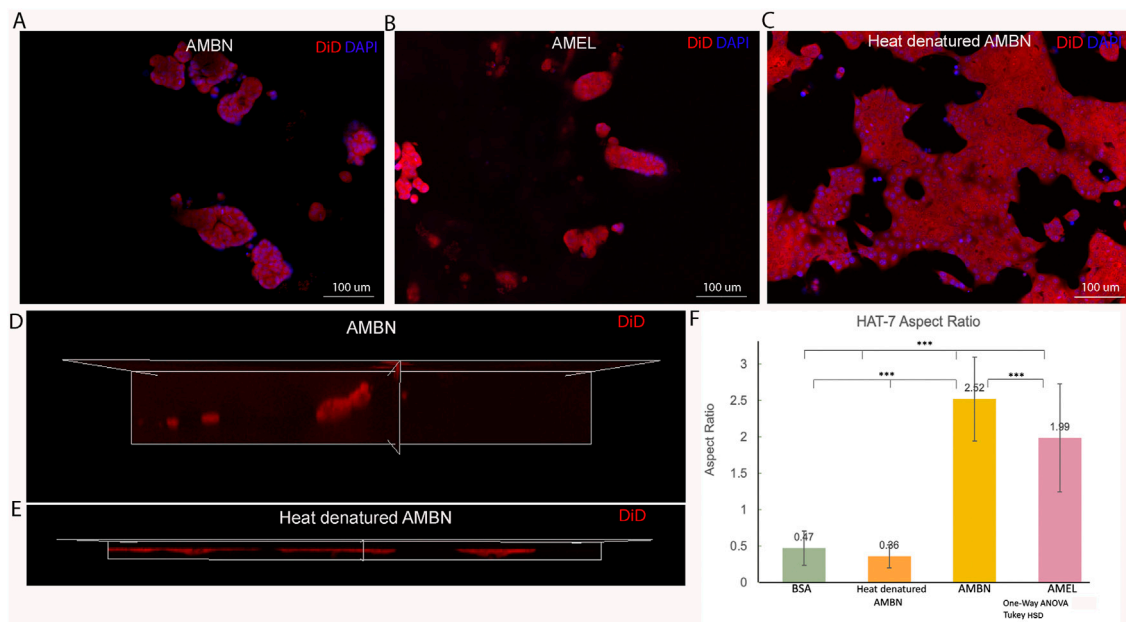 A
AMBN
DiD DAPI
100 um
B
AMEL
DiD DAPI
100 um
C
Heat denatured AMBN
DiD DAPI
100 um
D
AMBN
DiD
E
Heat denatured AMBN
DiD
F
HAT-7 Aspect Ratio
Aspect Ratio
3
2.5
2
1.5
1
0.5
0
***
***
***
0.47
0.36
2.52
1.99
BSA
Heat denatured
AMBN
AMBN
AMEL
One-Way ANOVA
Tukey HSD